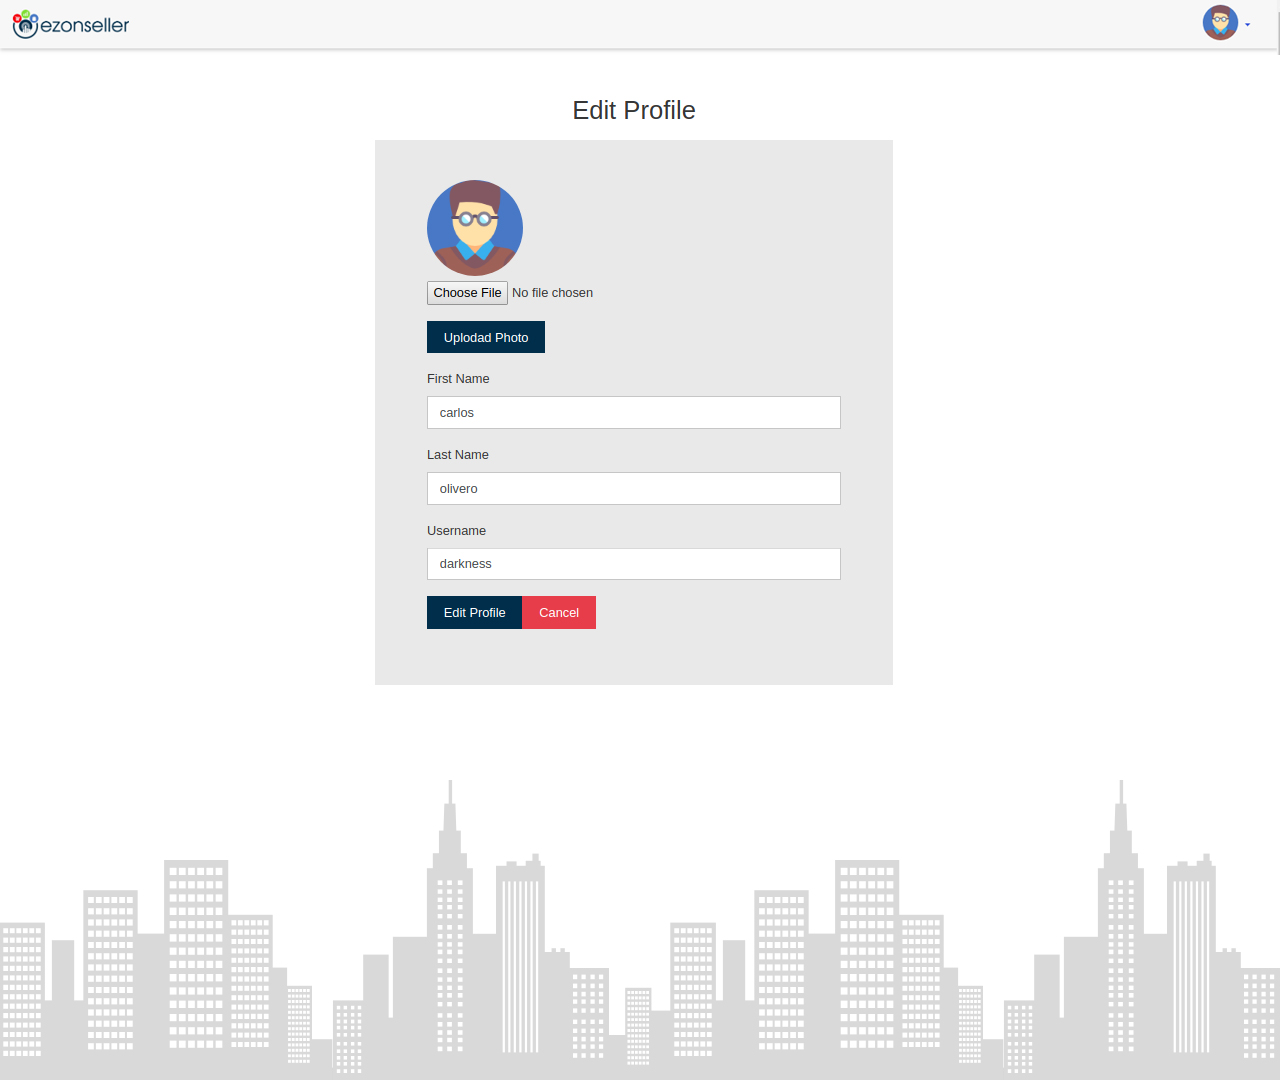 ezonseller
Edit Profile
Choose File No file chosen
Uplodad Photo
First Name
carlos
Last Name
olivero
Username
darkness
Edit Profile Cancel